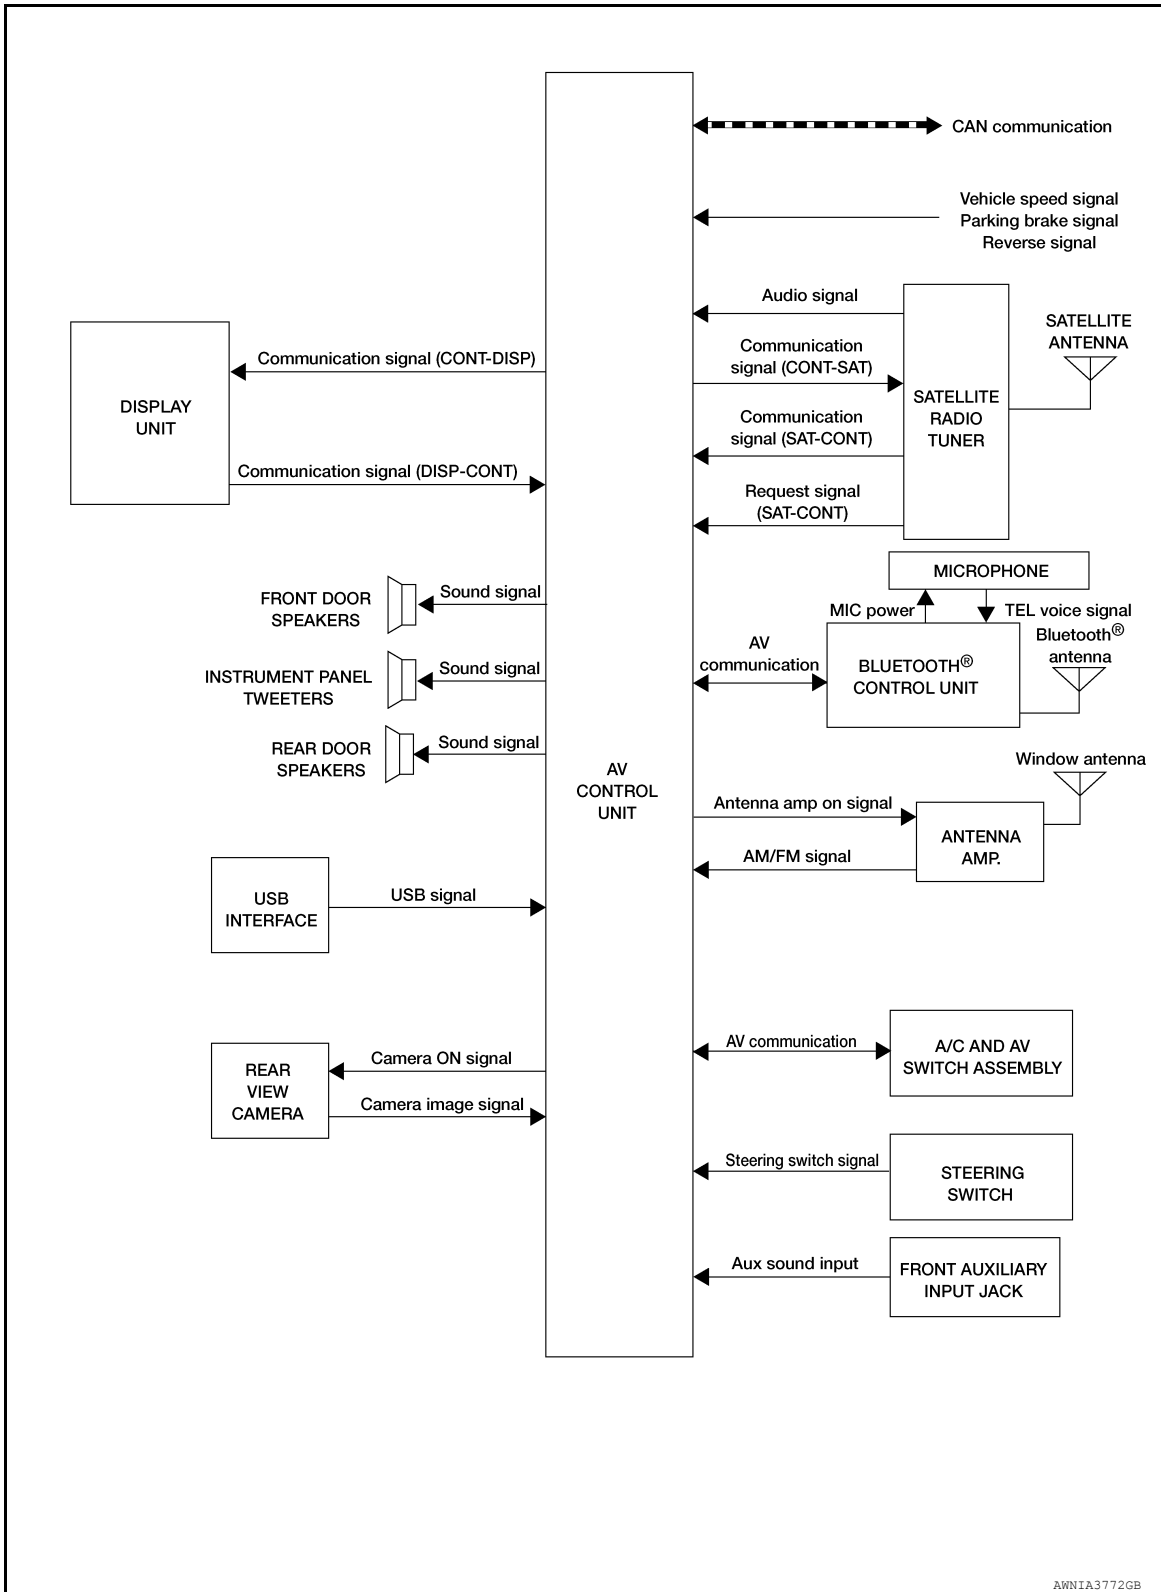 CAN communication
Vehicle speed signal
Parking brake signal
Reverse signal
Audio signal
Communication
signal (CONT-SAT)
Communication
signal (SAT-CONT)
Request signal
(SAT-CONT)
SATELLITE
RADIO
TUNER
SATELLITE
ANTENNA
Communication signal (CONT-DISP)
DISPLAY
UNIT
Communication signal (DISP-CONT)
MICROPHONE
MIC power
TEL voice signal
Bluetooth®
antenna
AV
communication
BLUETOOTH®
CONTROL UNIT
FRONT DOOR
SPEAKERS
Sound signal
INSTRUMENT PANEL
TWEETERS
Sound signal
REAR DOOR
SPEAKERS
Sound signal
AV
CONTROL
UNIT
Window antenna
Antenna amp on signal
AM/FM signal
ANTENNA
AMP.
USB
INTERFACE
USB signal
REAR
VIEW
CAMERA
Camera ON signal
Camera image signal
AV communication
A/C AND AV
SWITCH ASSEMBLY
Steering switch signal
STEERING
SWITCH
Aux sound input
FRONT AUXILIARY
INPUT JACK
AWNIA3772GB